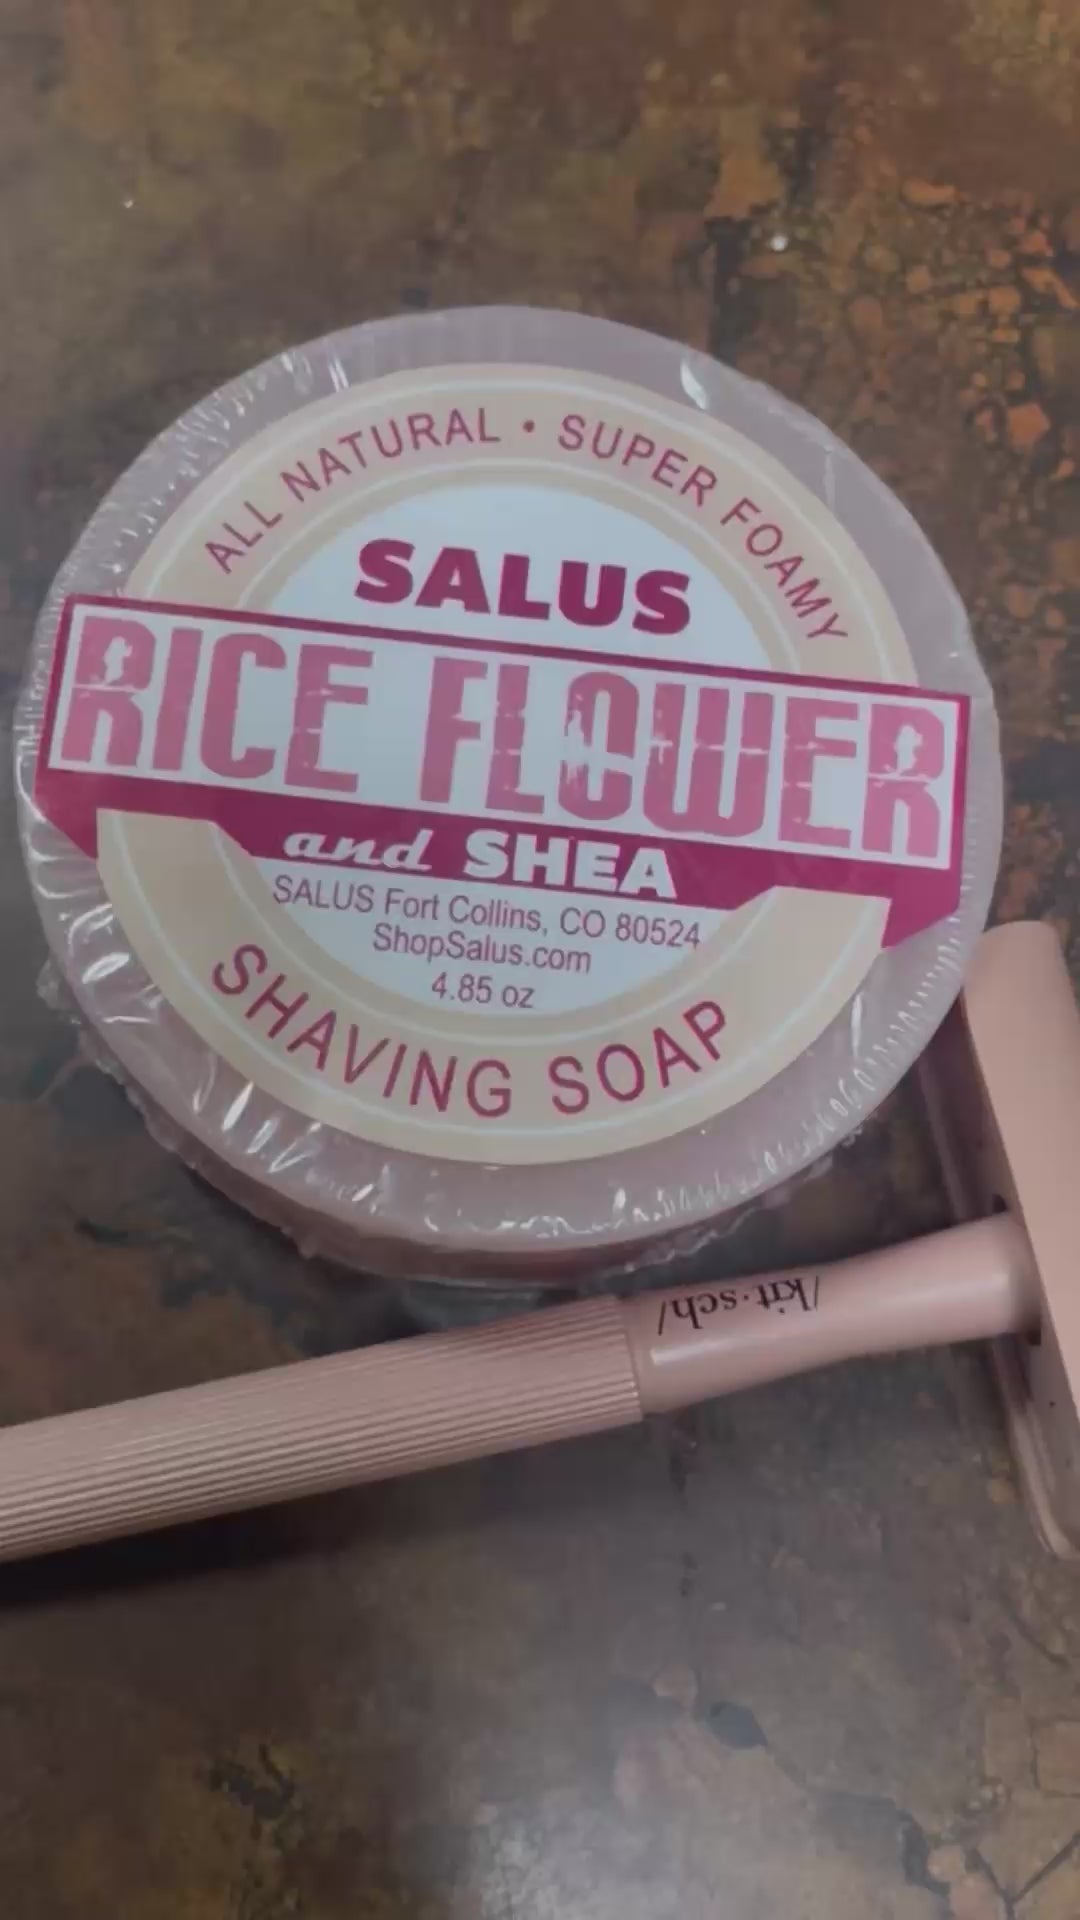 ALL NATURAL • SUPER FOAMY
SALUS
RICE FLOWER
and SHEA
SALUS Fort Collins, CO 80524
ShopSalus.com
4.85 oz
SHAVING SOAP
/kit·sch/